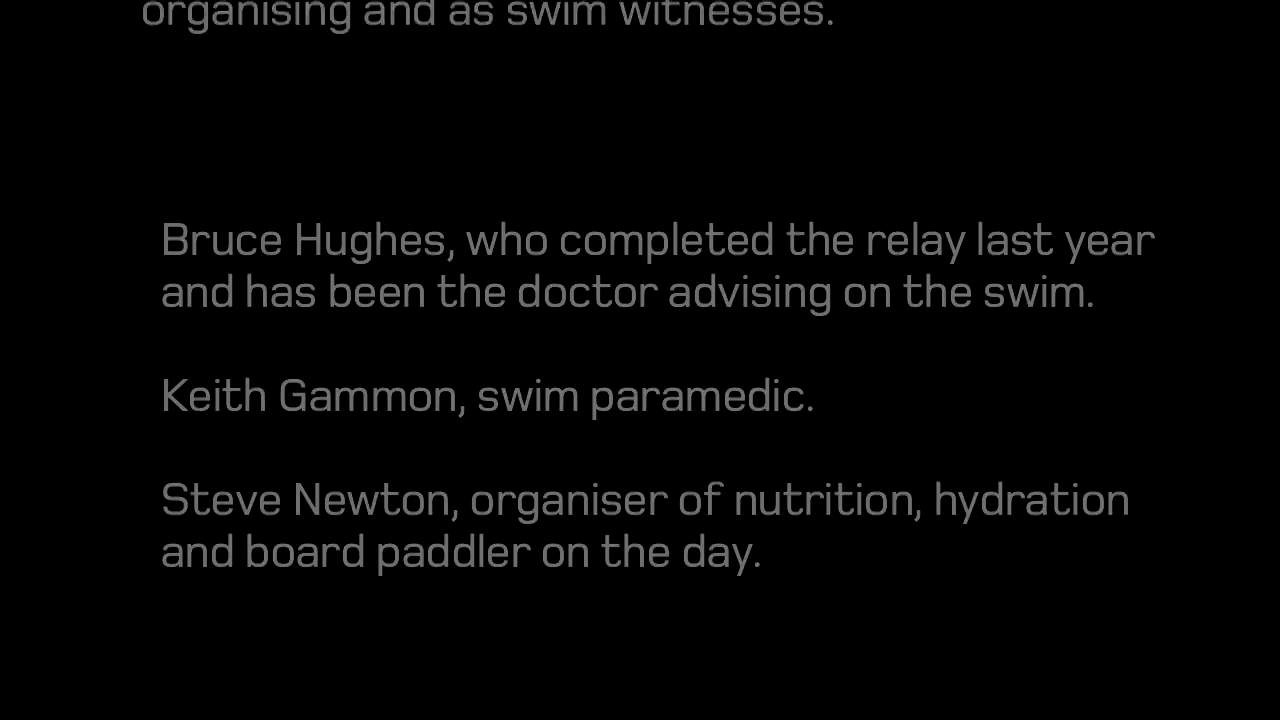 organising and as swim witnesses.
Bruce Hughes, who completed the relay last year
and has been the doctor advising on the swim.
Keith Gammon, swim paramedic.
Steve Newton, organiser of nutrition, hydration
and board paddler on the day.